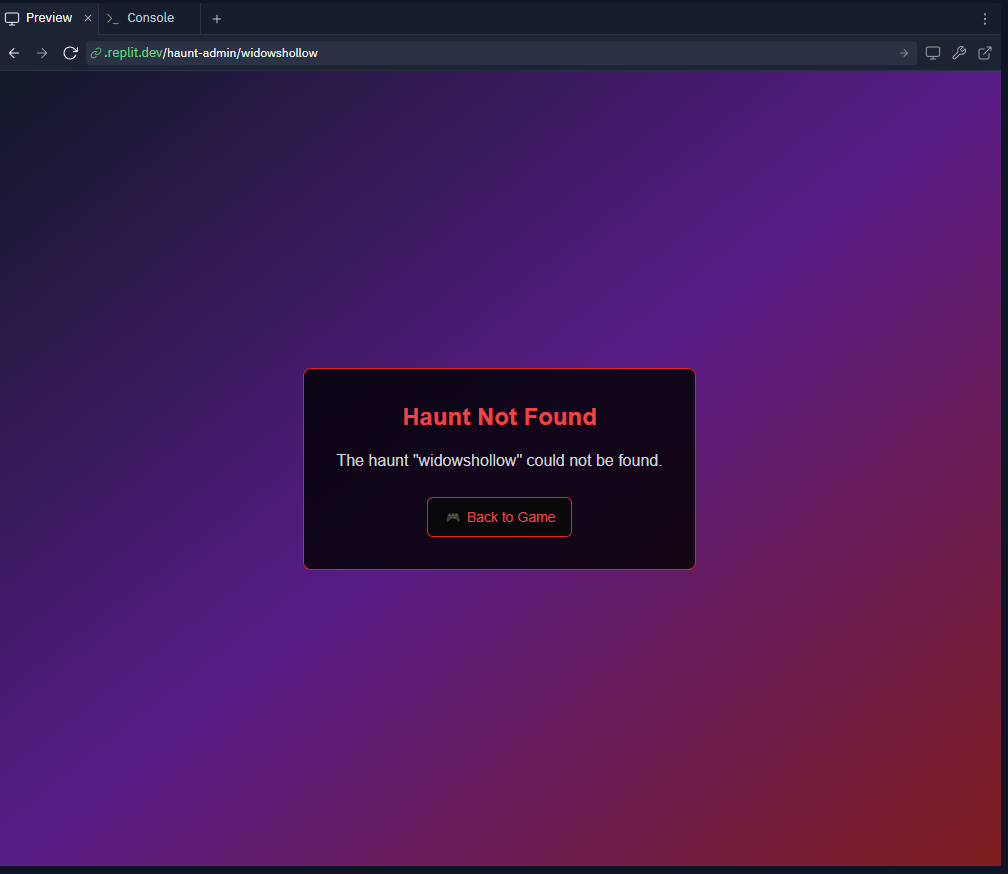 Preview
Console
.replit.dev/haunt-admin/widowshollow
Haunt Not Found
The haunt "widowshollow" could not be found.
🎮 Back to Game